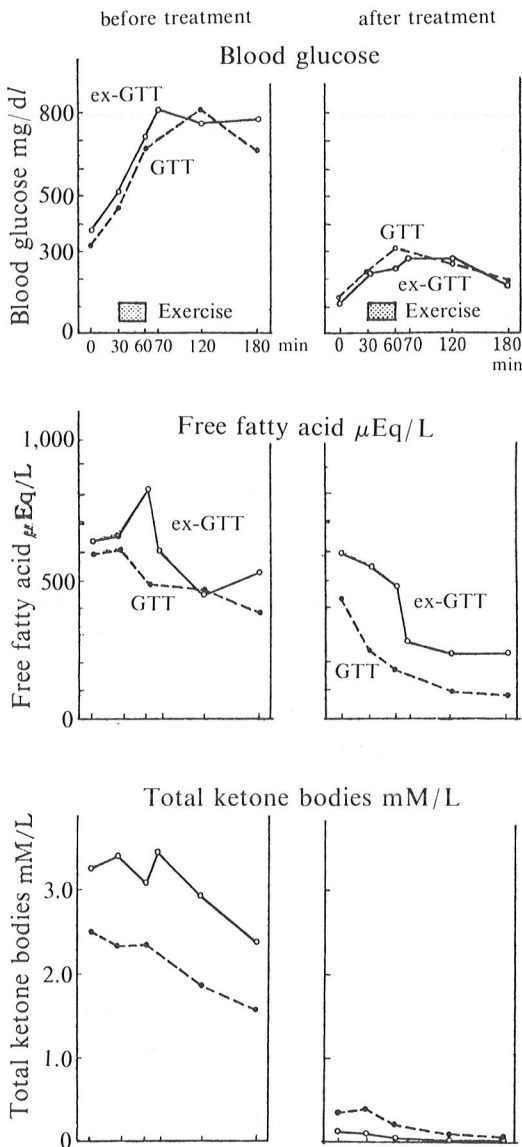 before treatment
after treatment
Blood glucose
Blood glucose mg/dl
800
500
300
0
ex-GTT
GTT
Exercise
0 30 60 70 120 180 min
GTT
ex-GTT
Exercise
0 30 60 70 120 180
min
Free fatty acid μEq/L
Free fatty acid μEq/L
1,000
500
0
ex-GTT
GTT
ex-GTT
GTT
Total ketone bodies mM/L
Total ketone bodies mM/L
3.0
2.0
1.0
0